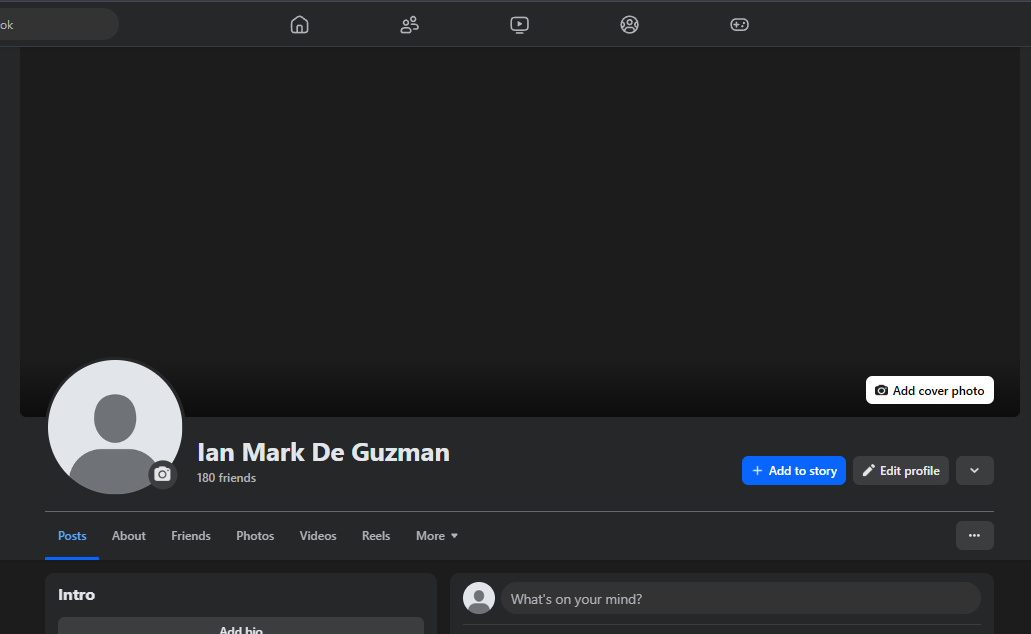 ok
Add cover photo
Ian Mark De Guzman
180 friends
+ Add to story
Edit profile
Posts About Friends Photos Videos Reels More
Intro
What's on your mind?
Add bio